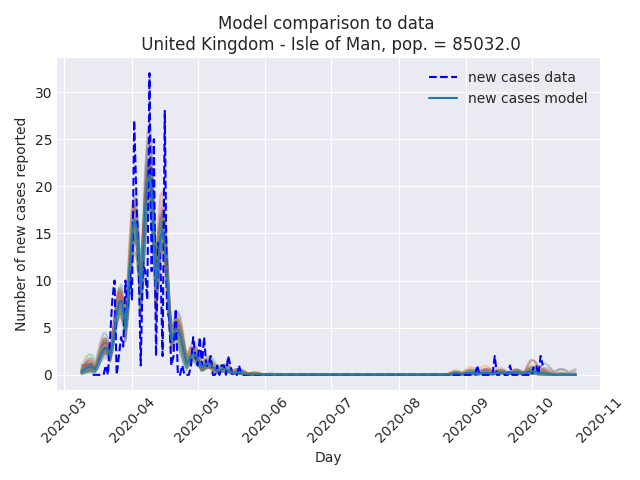 Model comparison to data
United Kingdom - Isle of Man, pop. = 85032.0
new cases data
new cases model
Number of new cases reported
30
25
20
15
10
5
0
2020-03
2020-04
2020-05
2020-06
2020-07
2020-08
2020-09
2020-10
2020-11
Day